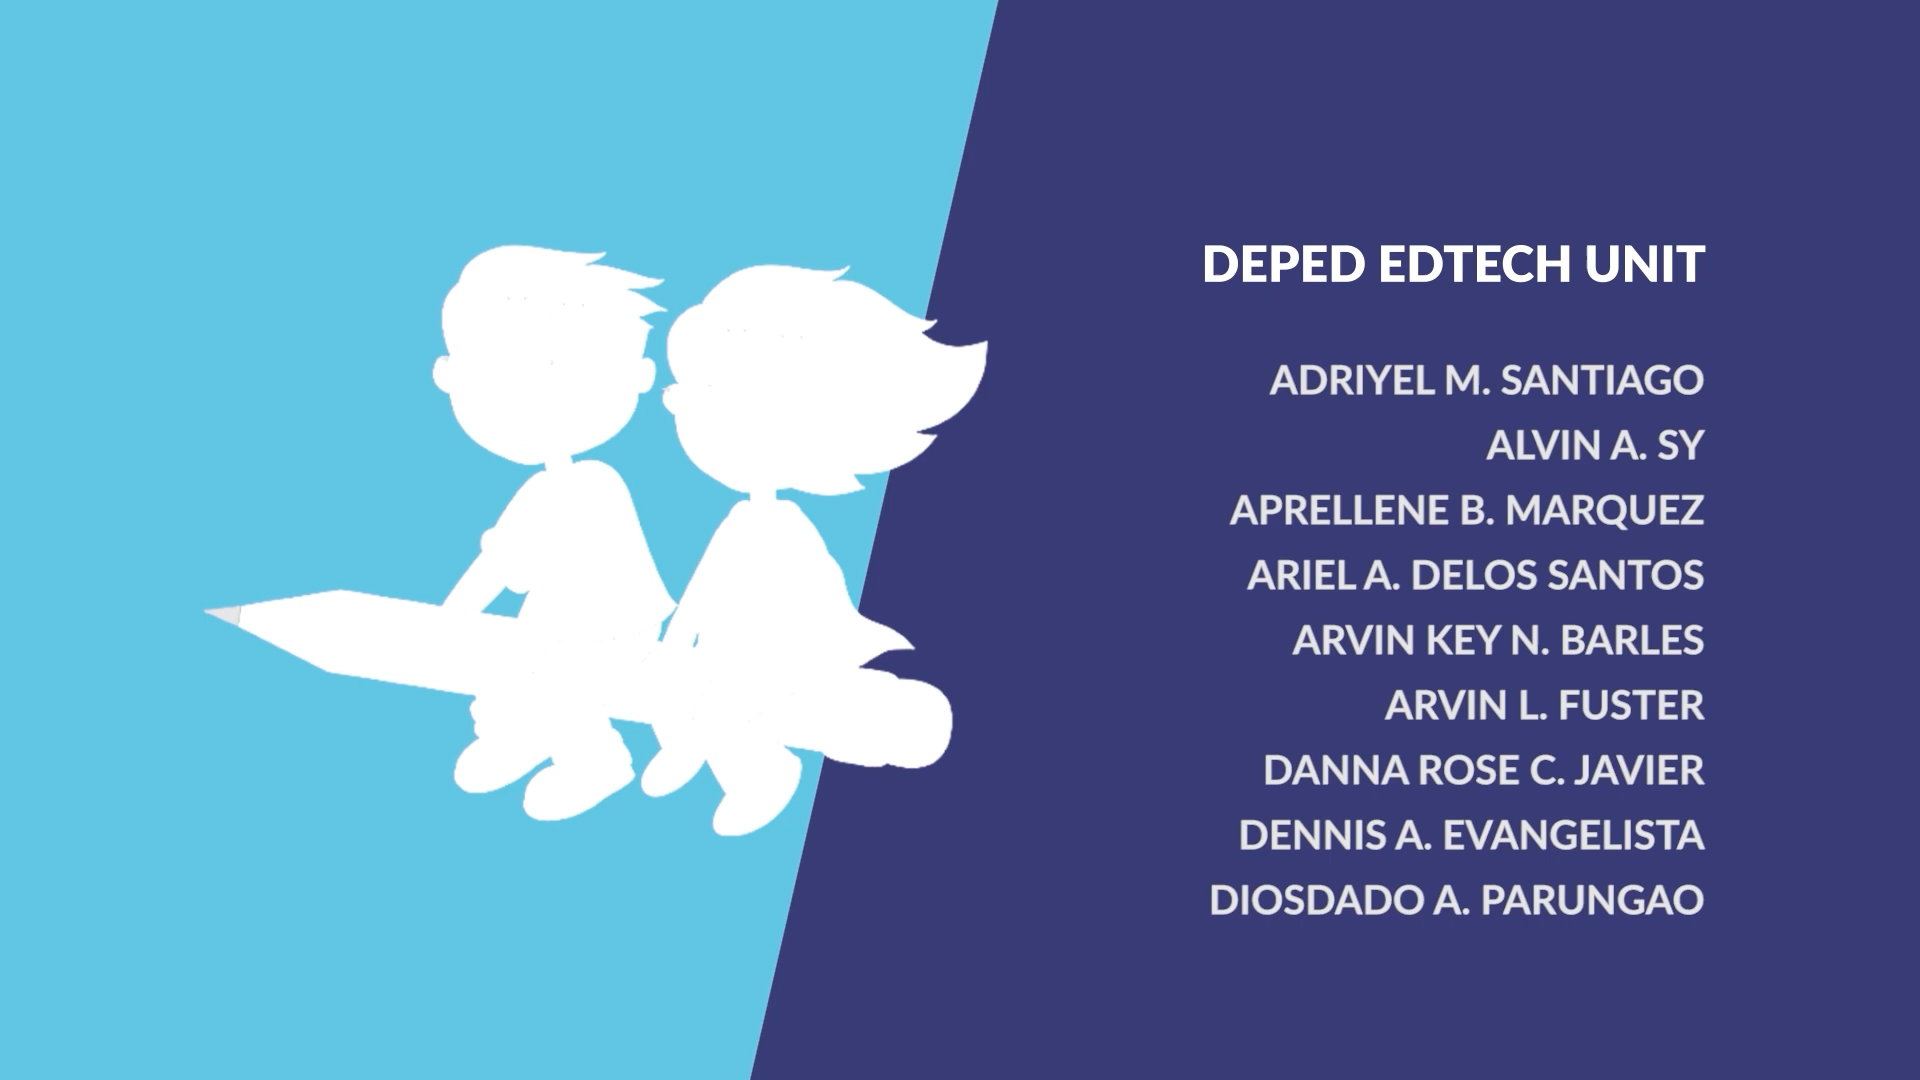 DEPED EDTECH UNIT
ADRIYEL M. SANTIAGO
ALVIN A. SY
APRELLENE B. MARQUEZ
ARIEL A. DELOS SANTOS
ARVIN KEY N. BARLES
ARVIN L. FUSTER
DANNA ROSE C. JAVIER
DENNIS A. EVANGELISTA
DIOSDADO A. PARUNGAO